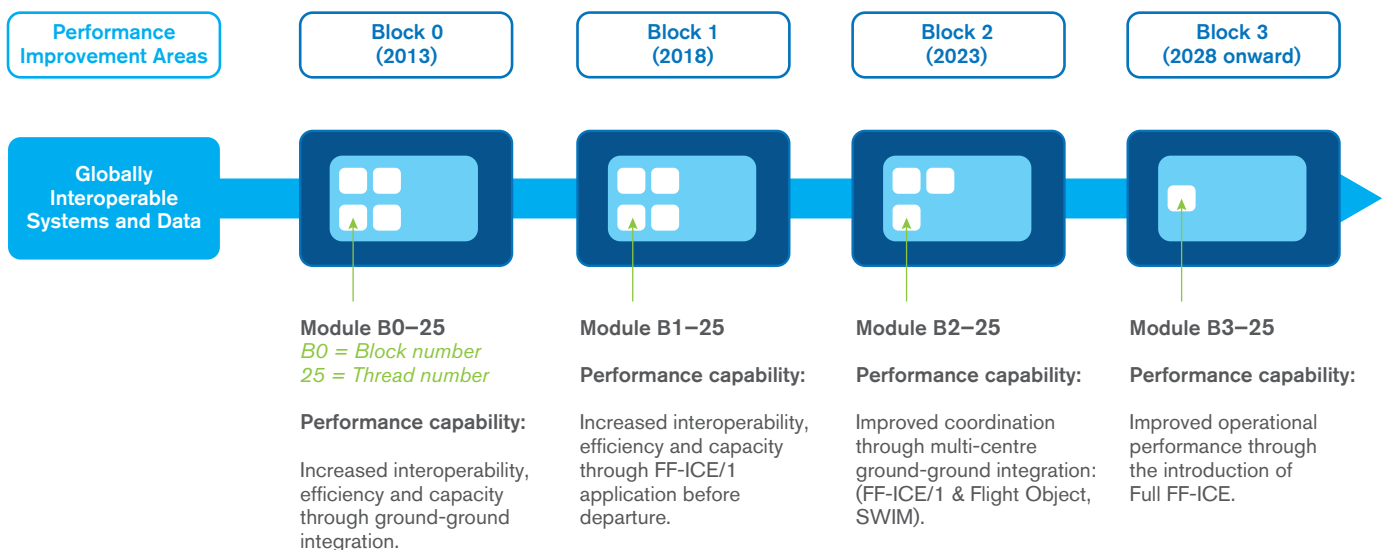 Performance
Improvement Areas
Block 0
(2013)
Block 1
(2018)
Block 2
(2023)
Block 3
(2028 onward)
Globally
Interoperable
Systems and Data
Module B0–25
B0 = Block number
25 = Thread number
Performance capability:
Increased interoperability,
efficiency and capacity
through ground-ground
integration.
Module B1–25
Performance capability:
Increased interoperability,
efficiency and capacity
through FF-ICE/1
application before
departure.
Module B2–25
Performance capability:
Improved coordination
through multi-centre
ground-ground integration:
(FF-ICE/1 & Flight Object,
SWIM).
Module B3–25
Performance capability:
Improved operational
performance through
the introduction of
Full FF-ICE.